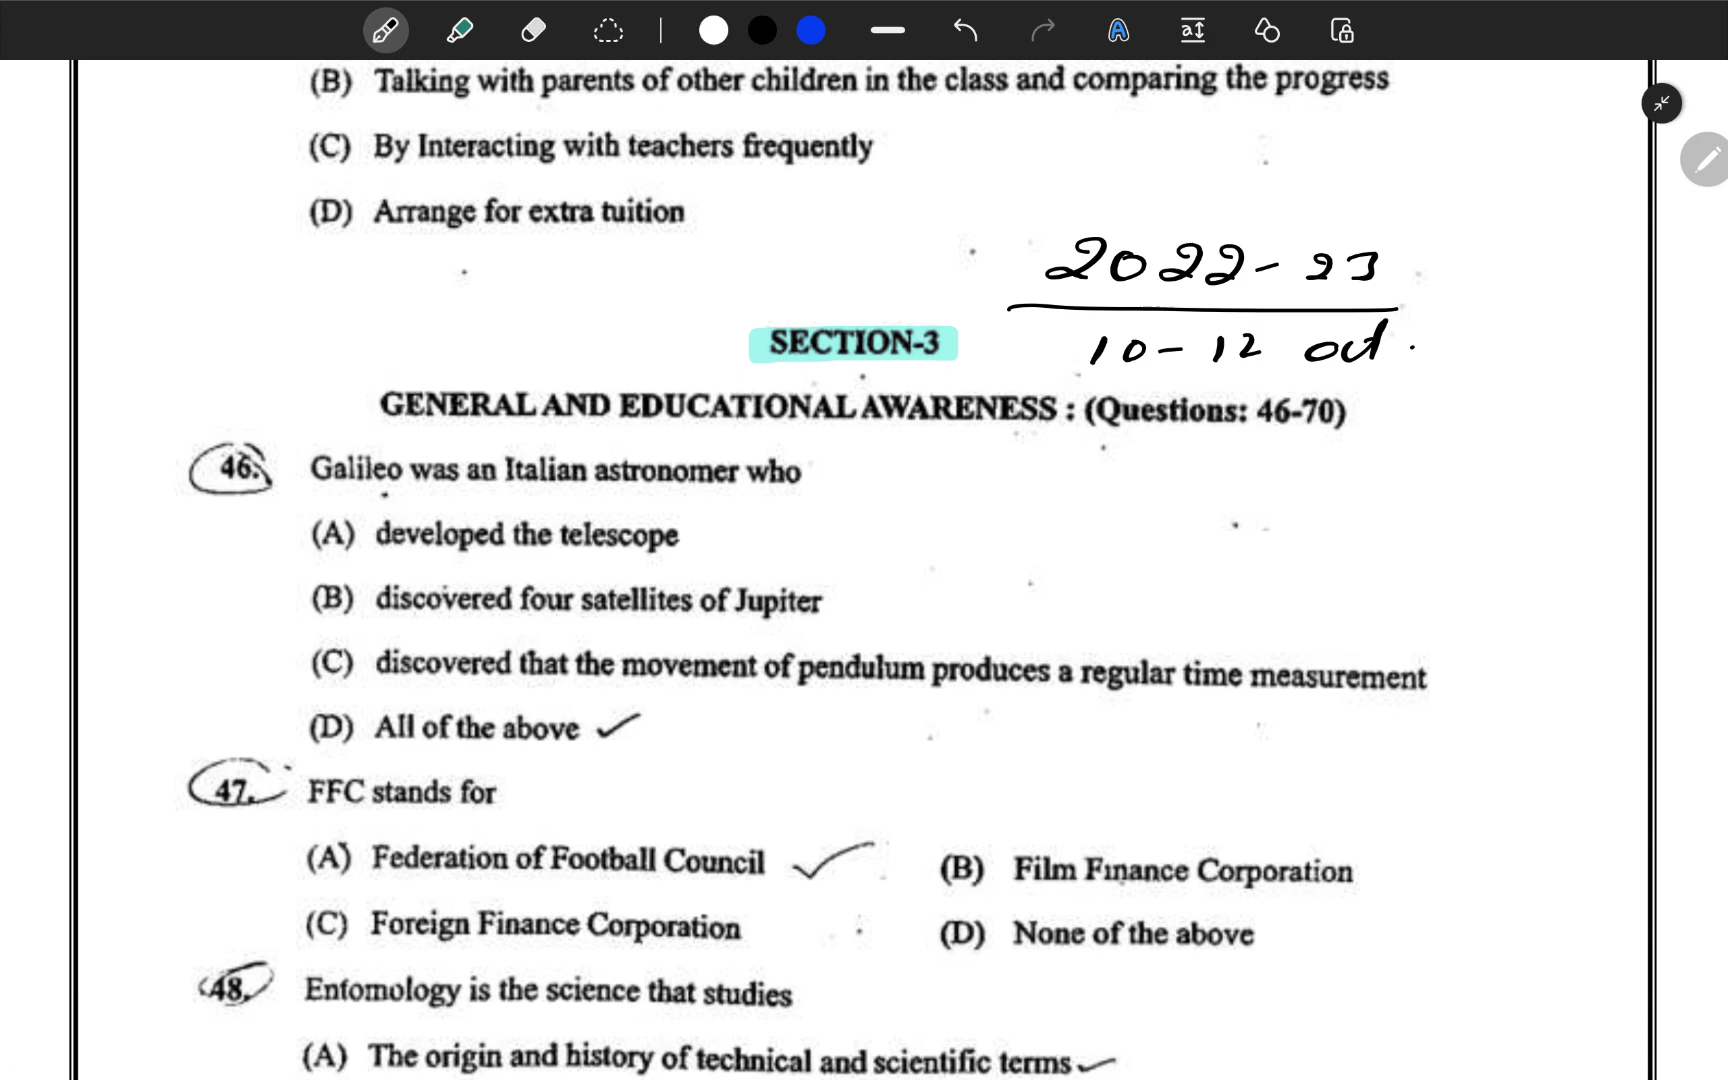 (B) Talking with parents of other children in the class and comparing the progress
(C) By Interacting with teachers frequently
(D) Arrange for extra tuition
2022-23
10-12 oct.
SECTION-3
GENERAL AND EDUCATIONAL AWARENESS : (Questions: 46-70)
46. Galileo was an Italian astronomer who
(A) developed the telescope
(B) discovered four satellites of Jupiter
(C) discovered that the movement of pendulum produces a regular time measurement
(D) All of the above
47. FFC stands for
(A) Federation of Football Council (B) Film Finance Corporation
(C) Foreign Finance Corporation (D) None of the above
48. Entomology is the science that studies
(A) The origin and history of technical and scientific terms